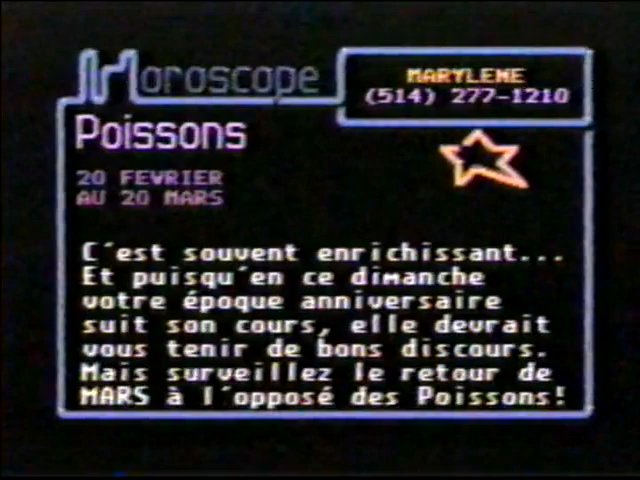 Horoscope
MARYLENE
(514) 277-1210
Poissons
20 FEVRIER
AU 20 MARS
C'est souvent enrichissant...
Et puisqu'en ce dimanche
votre époque anniversaire
suit son cours, elle devrait
vous tenir de bons discours.
Mais surveillez le retour de
MARS à l'opposé des Poissons!